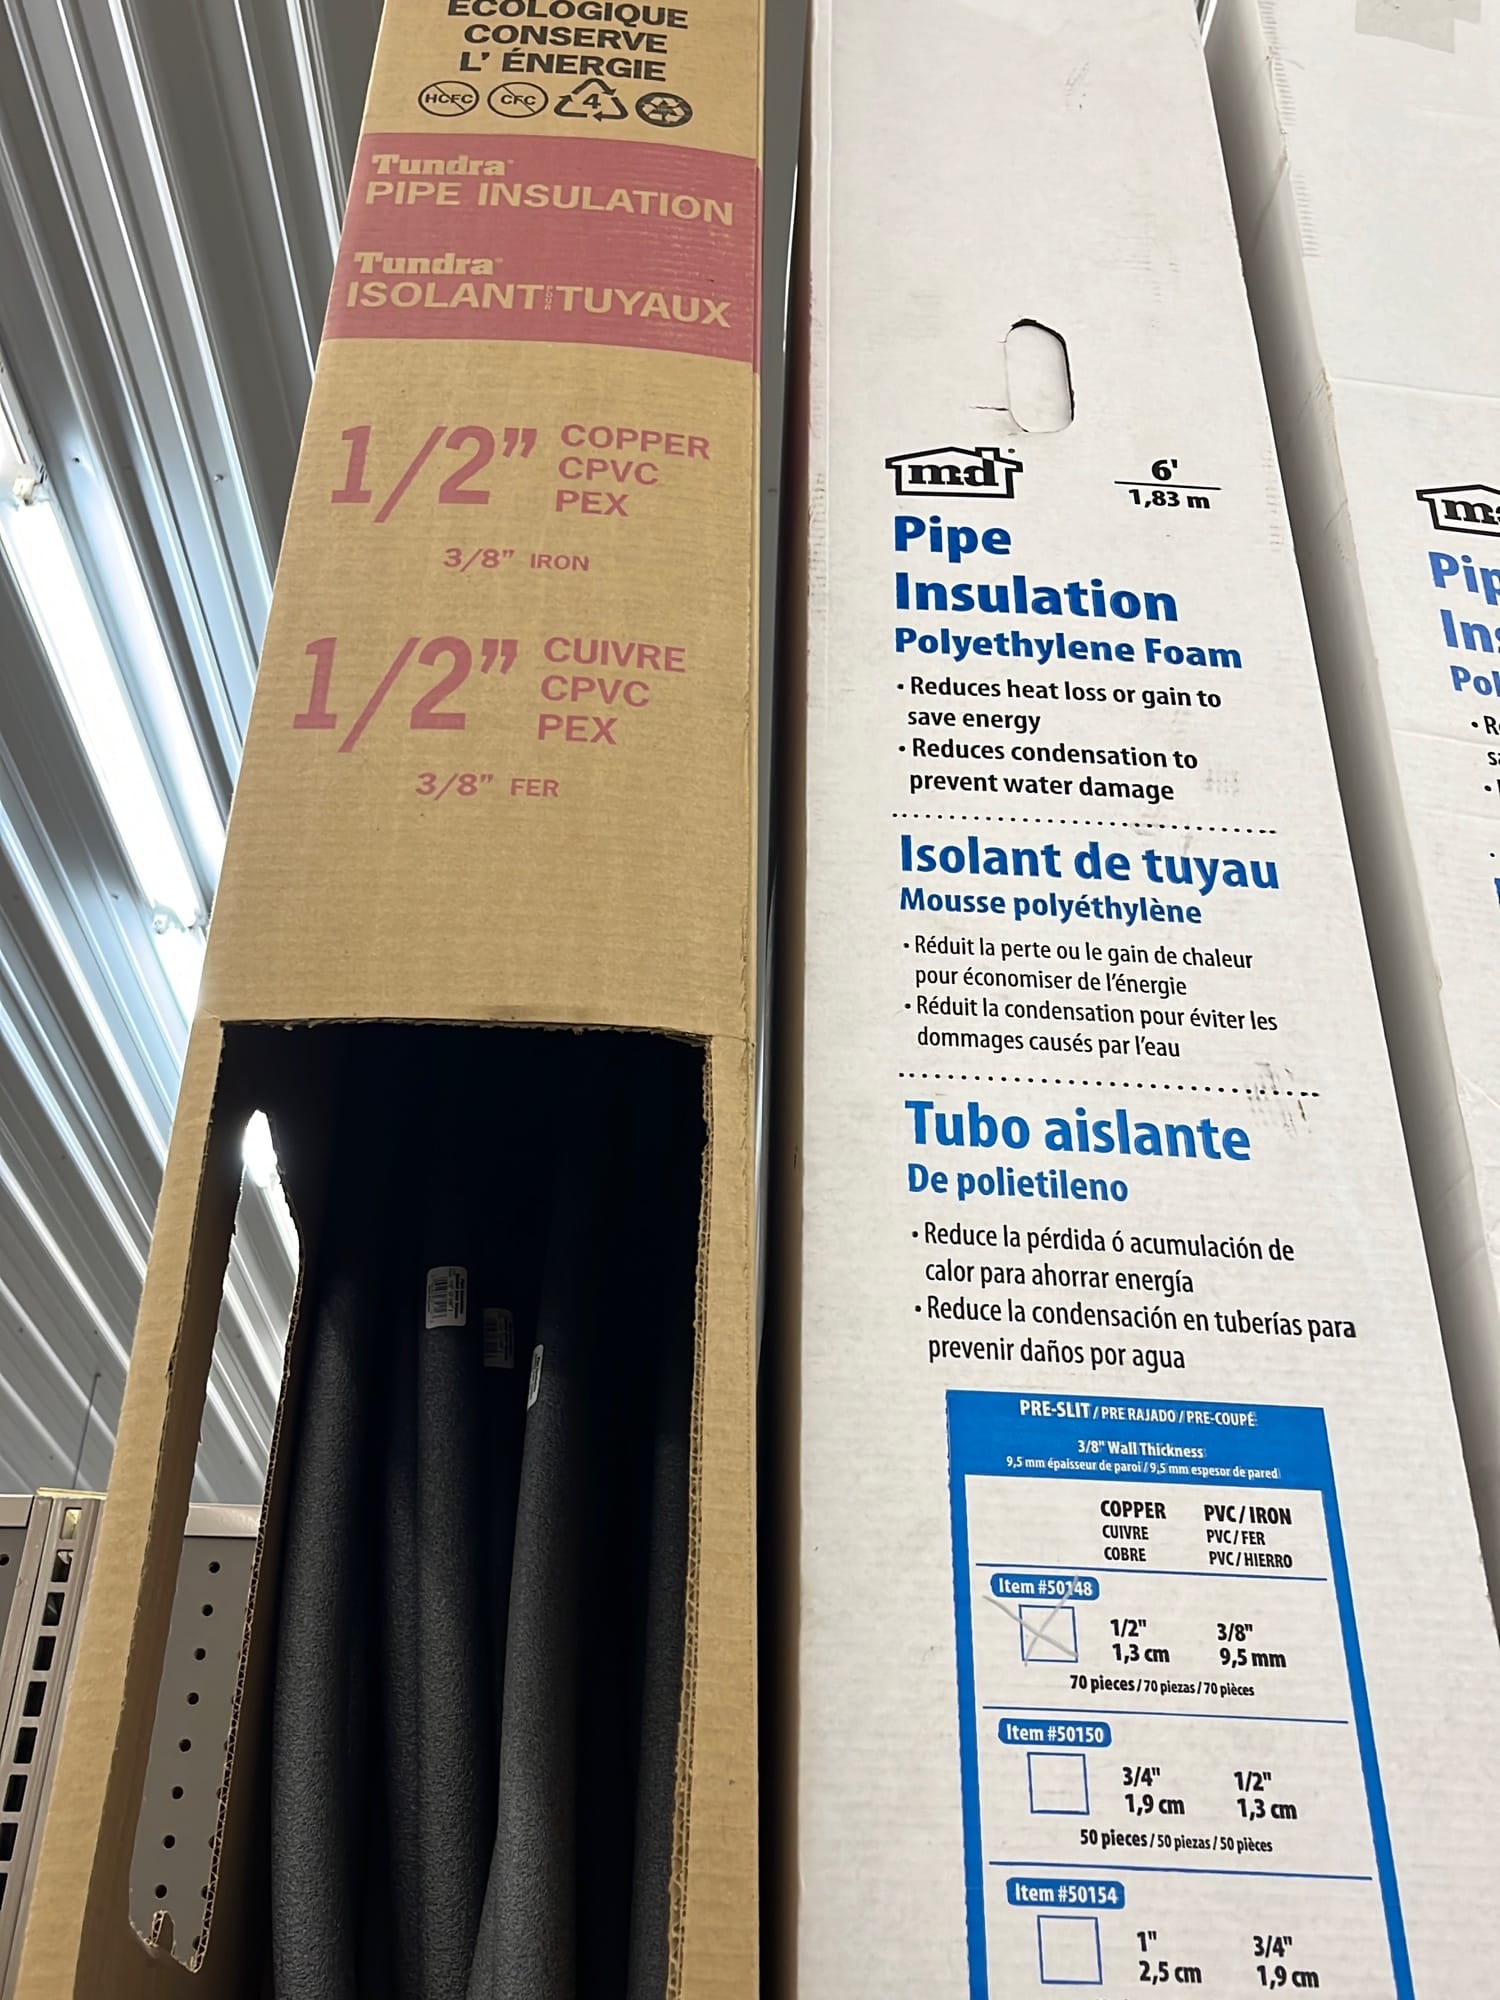 ÉCOLOGIQUE
CONSERVE
L' ÉNERGIE
HCFC CFC 4
Tundra
PIPE INSULATION
Tundra
ISOLANT POUR TUYAUX
1/2" COPPER
CPVC
PEX
3/8" IRON
1/2" CUIVRE
CPVC
PEX
3/8" FER
md
6'
1,83 m
Pipe
Insulation
Polyethylene Foam
• Reduces heat loss or gain to
save energy
• Reduces condensation to
prevent water damage
Isolant de tuyau
Mousse polyéthylène
• Réduit la perte ou le gain de chaleur
pour économiser de l'énergie
• Réduit la condensation pour éviter les
dommages causés par l'eau
Tubo aislante
De polietileno
• Reduce la pérdida ó acumulación de
calor para ahorrar energía
• Reduce la condensación en tuberías para
prevenir daños por agua
PRE-SLIT / PRE RAJADO / PRE-COUPÉ
3/8" Wall Thickness
9,5 mm épaisseur de paroi / 9,5 mm espesor de pared
COPPER PVC / IRON
CUIVRE PVC / FER
COBRE PVC / HIERRO
Item #50148
1/2" 3/8"
1,3 cm 9,5 mm
70 pieces / 70 piezas / 70 pièces
Item #50150
3/4" 1/2"
1,9 cm 1,3 cm
50 pieces / 50 piezas / 50 pièces
Item #50154
1" 3/4"
2,5 cm 1,9 cm